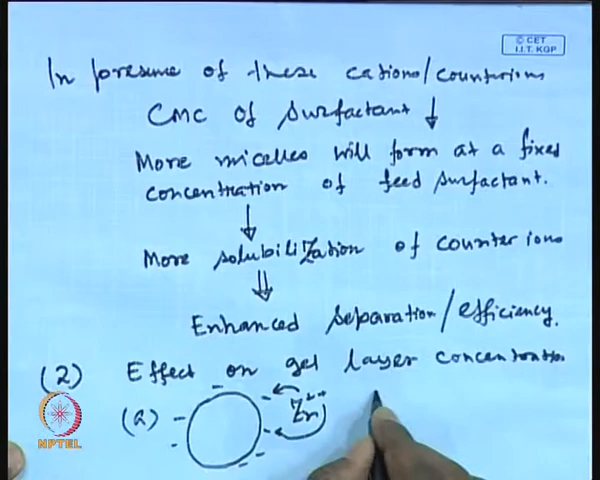 © CET
I.I.T. KGP
In presence of these cations/counterions
CMC of surfactant ↓
More micelles will form at a fixed
concentration of feed surfactant.
More solubilization of counter ions
Enhanced separation/efficiency.
(2) Effect on gel layer concentration
(a) Zn++
NPTEL